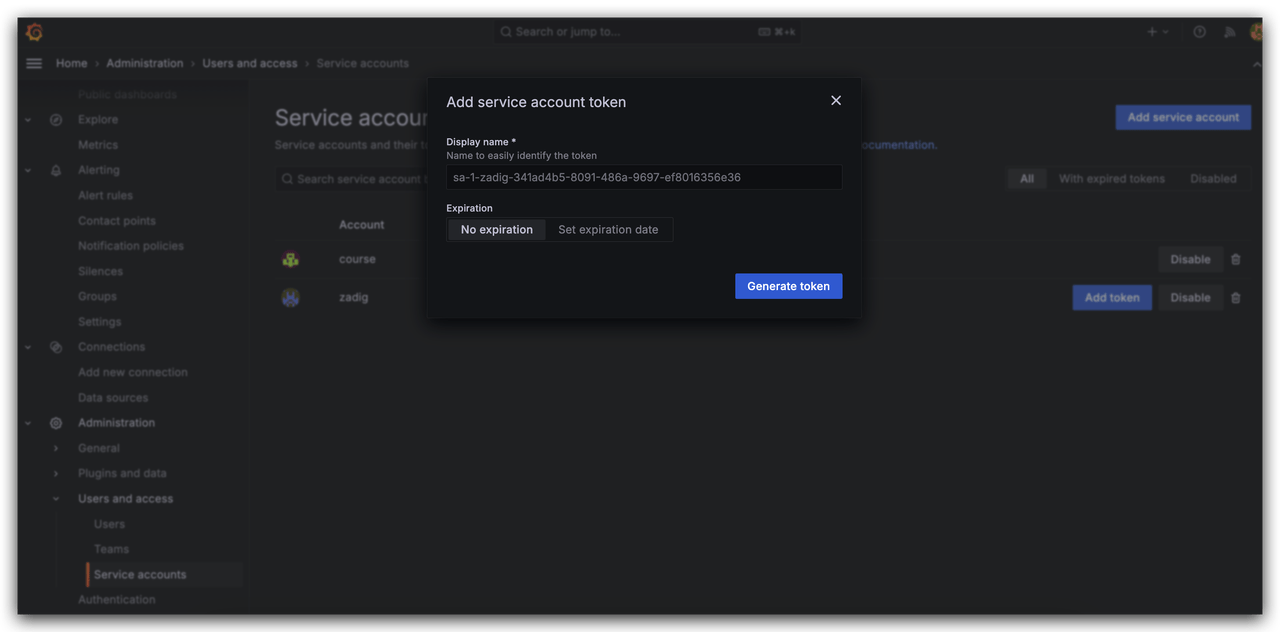 Search or jump to... ⌘+k
Home › Administration › Users and access › Service accounts
Public dashboards
Explore
Metrics
Alerting
Alert rules
Contact points
Notification policies
Silences
Groups
Settings
Connections
Add new connection
Data sources
Administration
General
Plugins and data
Users and access
Users
Teams
Service accounts
Authentication
Service accou
Add service account
Service accounts and their t
ocumentation.
Search service account
All With expired tokens Disabled
Account
course Disable
zadig Add token Disable
Add service account token
Display name *
Name to easily identify the token
sa-1-zadig-341ad4b5-8091-486a-9697-ef8016356e36
Expiration
No expiration Set expiration date
Generate token